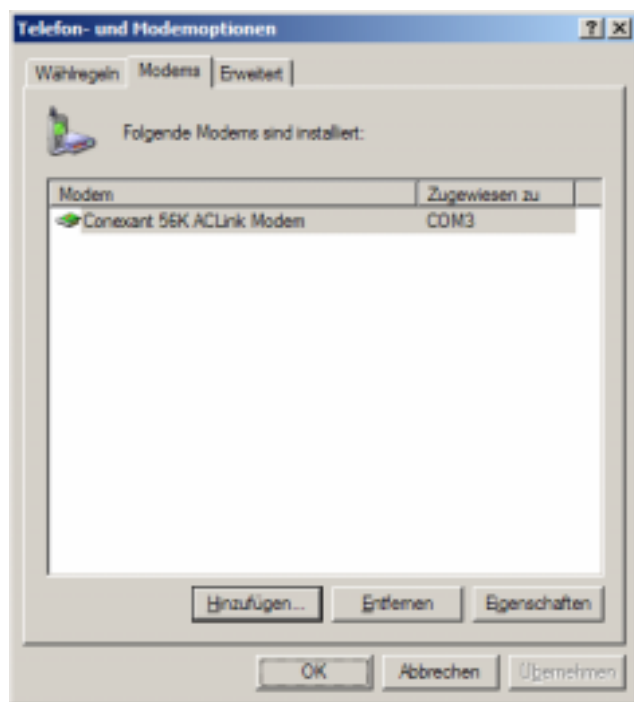 Telefon- und Modemoptionen
Wählregeln Modems Erweitert
Folgende Modems sind installiert:
Modem Zugewiesen zu
Conexant 56K ACLink Modem COM3
Hinzufügen... Entfernen Eigenschaften
OK Abbrechen Übernehmen